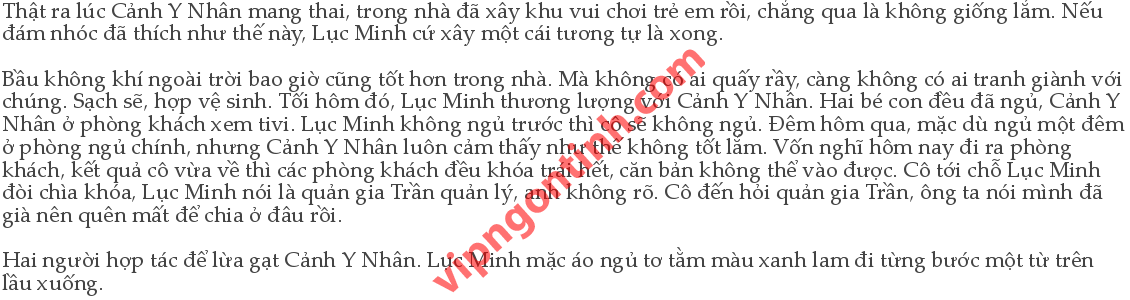 Thật ra lúc Cảnh Y Nhân mang thai, trong nhà đã xây khu vui chơi trẻ em rồi, chẳng qua là không giống lắm. Nếu
đám nhóc đã thích như thế này, Lục Minh cứ xây một cái tương tự là xong.
Bầu không khí ngoài trời bao giờ cũng tốt hơn trong nhà. Mà không có ai quấy rầy, càng không có ai tranh giành với
chúng. Sạch sẽ, hợp vệ sinh. Tối hôm đó, Lục Minh thương lượng với Cảnh Y Nhân. Hai bé con đều đã ngủ, Cảnh Y
Nhân ở phòng khách xem tivi. Lục Minh không ngủ trước thì cô sẽ không ngủ. Đêm hôm qua, mặc dù ngủ một đêm
ở phòng ngủ chính, nhưng Cảnh Y Nhân luôn cảm thấy như thế không tốt lắm. Vốn nghĩ hôm nay đi ra phòng
khách, kết quả cô vừa về thì các phòng khách đều khóa trái hết, căn bản không thể vào được. Cô tới chỗ Lục Minh
đòi chìa khóa, Lục Minh nói là quản gia Trần quản lý, anh không rõ. Cô đến hỏi quản gia Trần, ông ta nói mình đã
già nên quên mất để chia ở đâu rồi.
Hai người hợp tác để lừa gạt Cảnh Y Nhân. Lục Minh mặc áo ngủ tơ tằm màu xanh lam đi từng bước một từ trên
lầu xuống.
vipngontinh.com